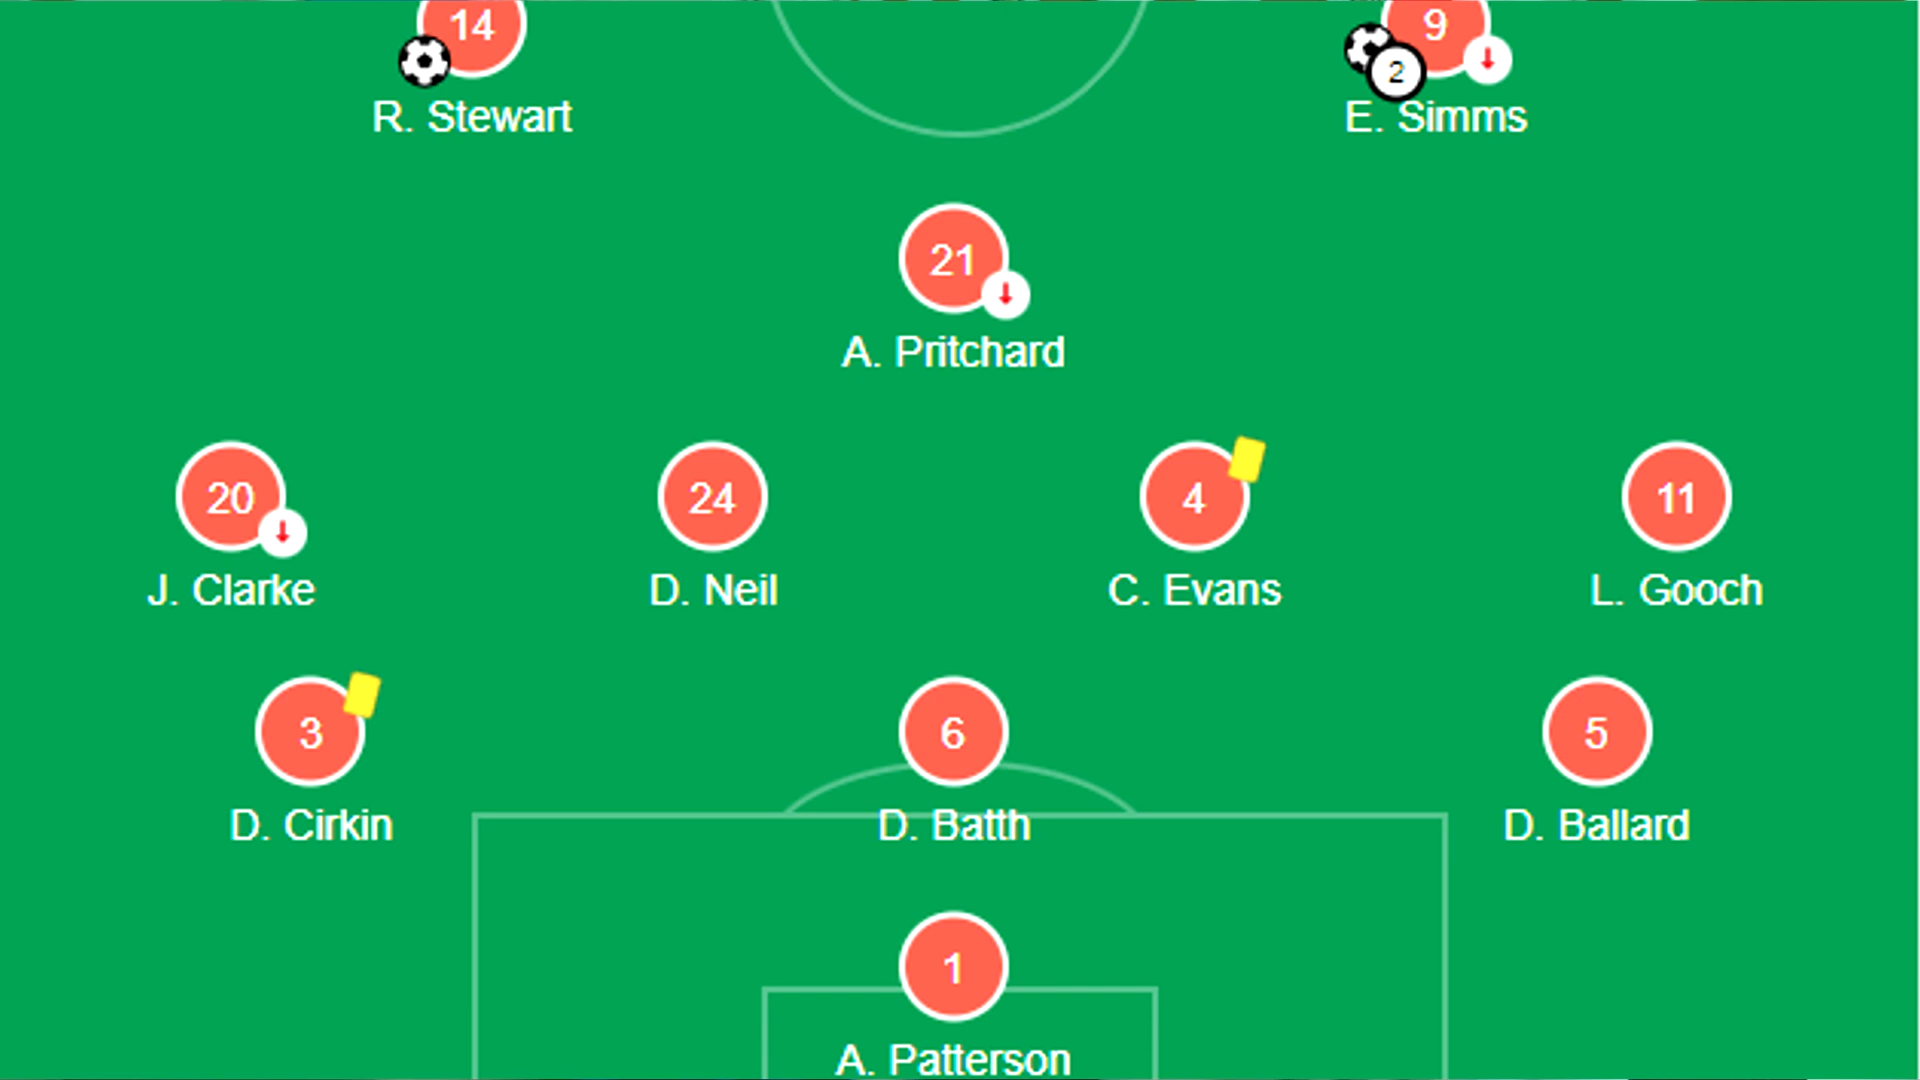 14
9
2
R. Stewart
E. Simms
21
A. Pritchard
20
24
4
11
J. Clarke
D. Neil
C. Evans
L. Gooch
3
6
5
D. Cirkin
D. Batth
D. Ballard
1
A. Patterson